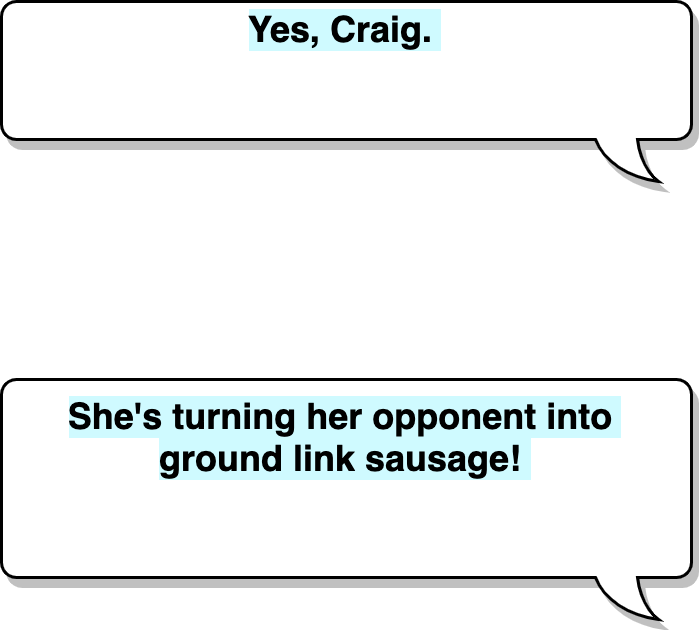 Yes, Craig.
She's turning her opponent into
ground link sausage!